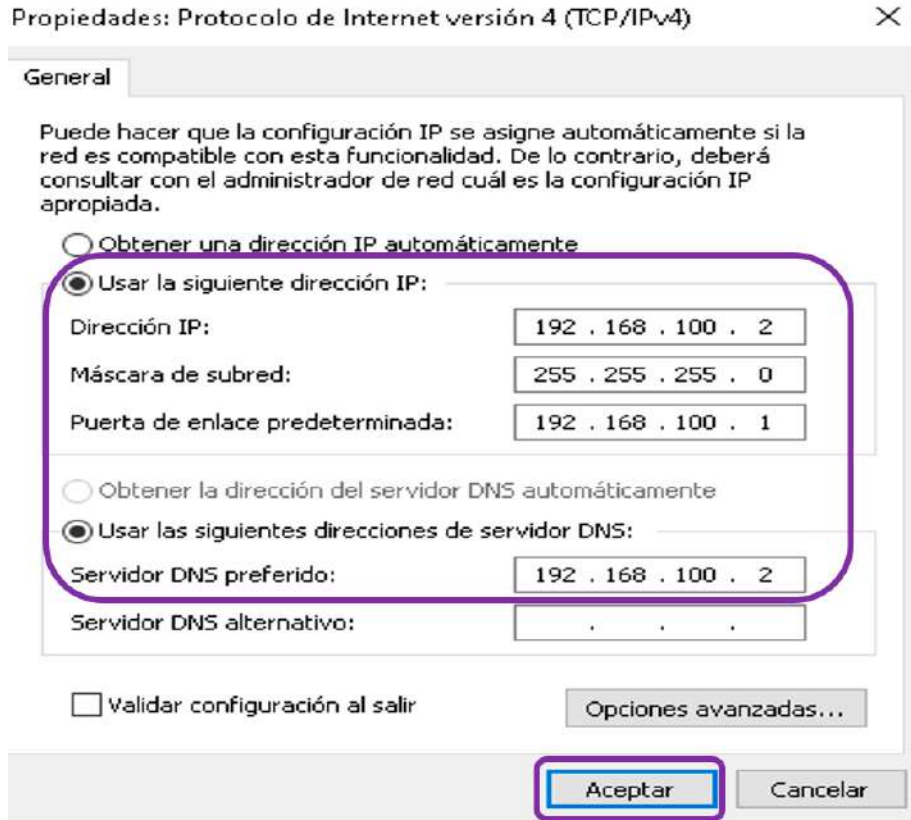 Propiedades: Protocolo de Internet versión 4 (TCP/IPv4)
General
Puede hacer que la configuración IP se asigne automáticamente si la
red es compatible con esta funcionalidad. De lo contrario, deberá
consultar con el administrador de red cuál es la configuración IP
apropiada.
Obtener una dirección IP automáticamente
Usar la siguiente dirección IP:
Dirección IP: 192 . 168 . 100 . 2
Máscara de subred: 255 . 255 . 255 . 0
Puerta de enlace predeterminada: 192 . 168 . 100 . 1
Obtener la dirección del servidor DNS automáticamente
Usar las siguientes direcciones de servidor DNS:
Servidor DNS preferido: 192 . 168 . 100 . 2
Servidor DNS alternativo: . . .
Validar configuración al salir Opciones avanzadas...
Aceptar Cancelar